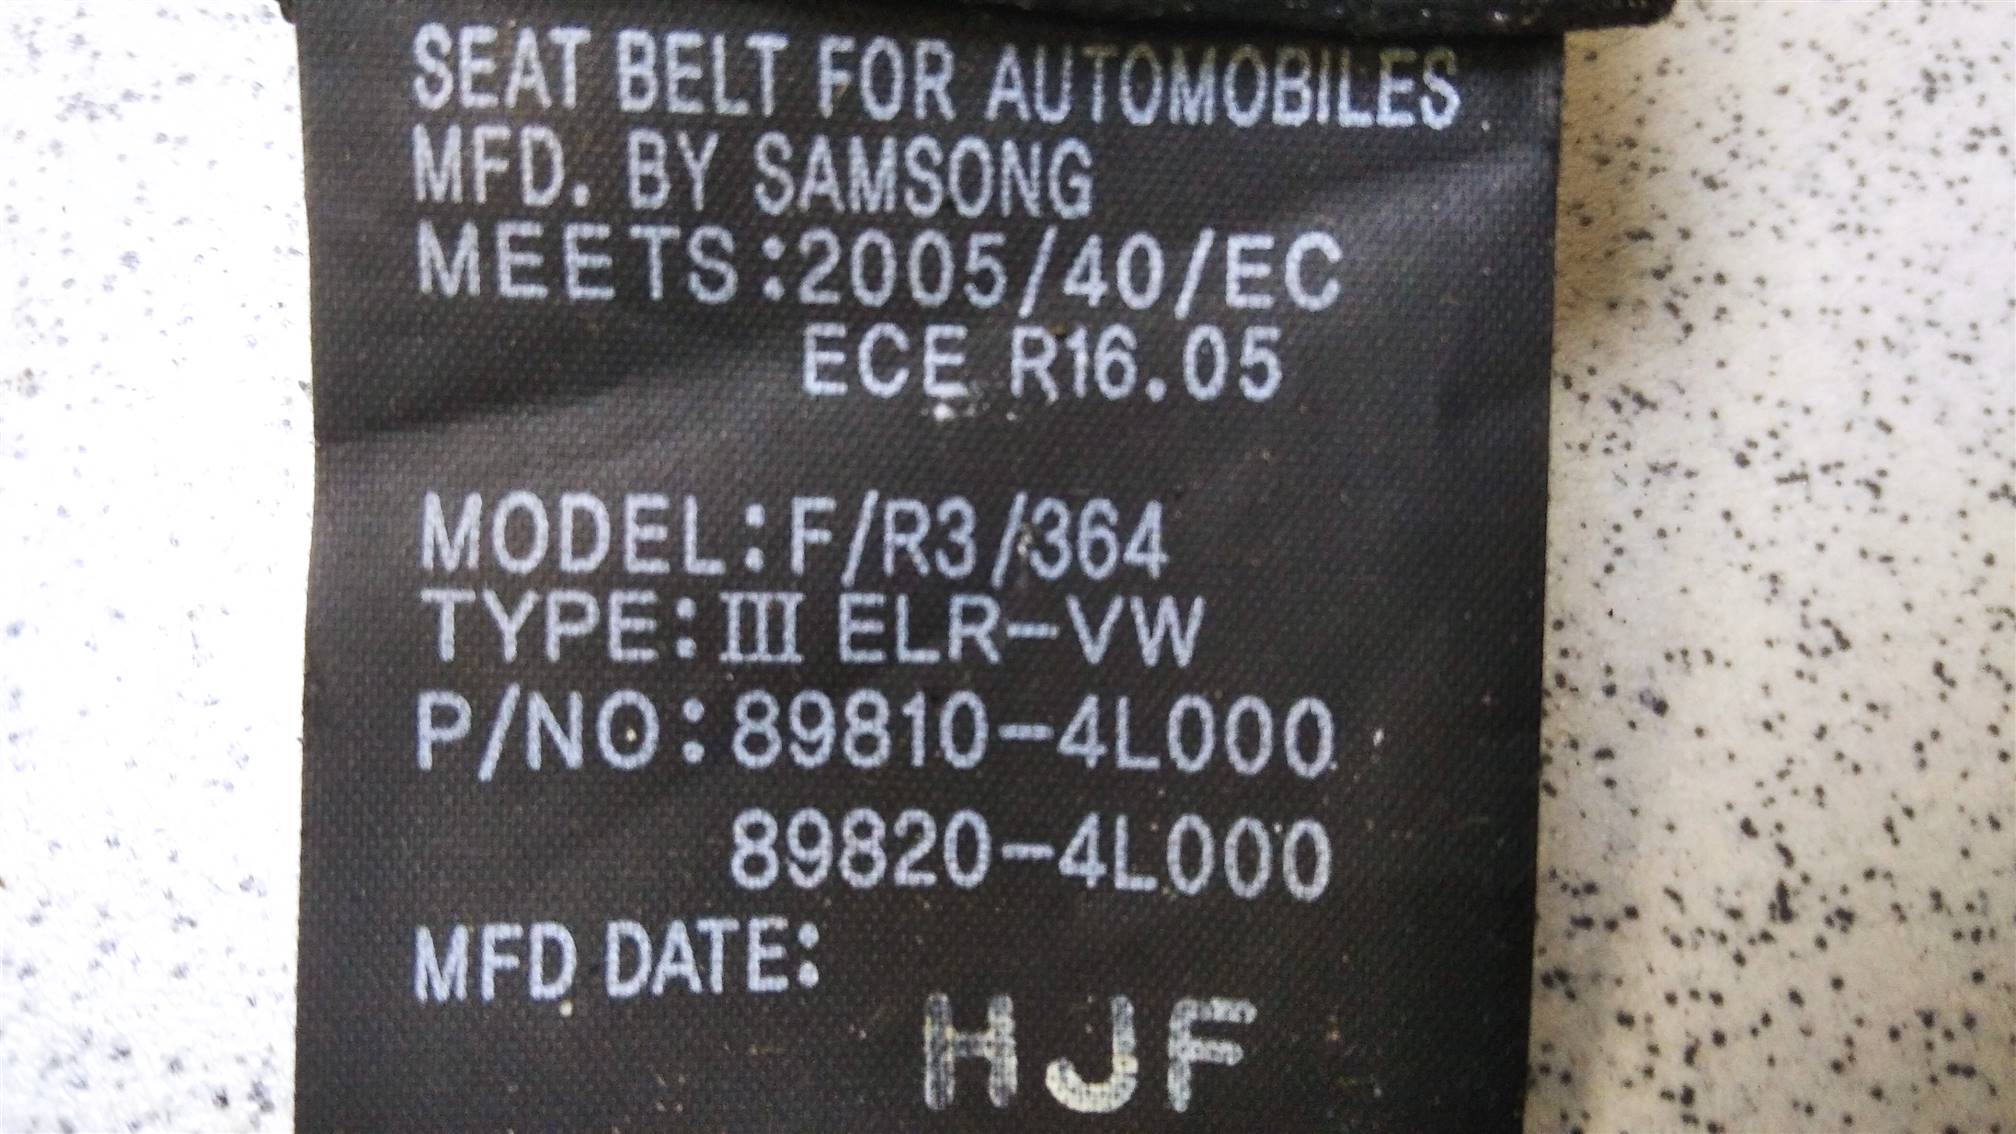 SEAT BELT FOR AUTOMOBILES
MFD. BY SAMSONG
MEETS:2005/40/EC
ECE R16.05
MODEL:F/R3/364
TYPE:III ELR-VW
P/NO:89810-4L000
89820-4L000
MFD DATE:
HJF